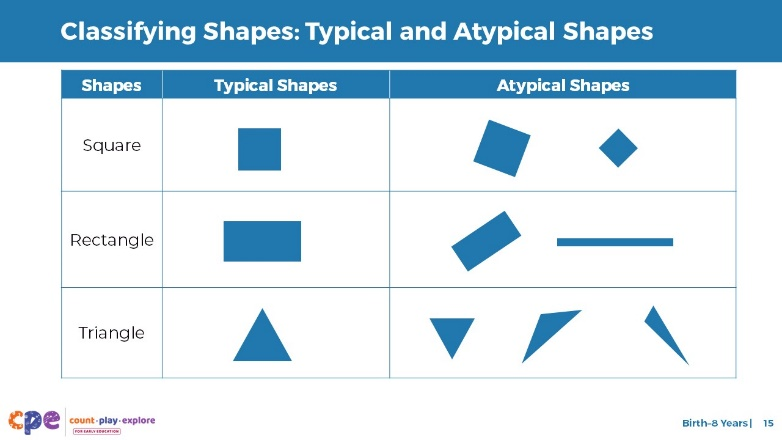 Classifying Shapes: Typical and Atypical Shapes
Shapes Typical Shapes Atypical Shapes
Square
Rectangle
Triangle
cpe
count • play • explore
FOR EARLY EDUCATION
Birth–8 Years | 15